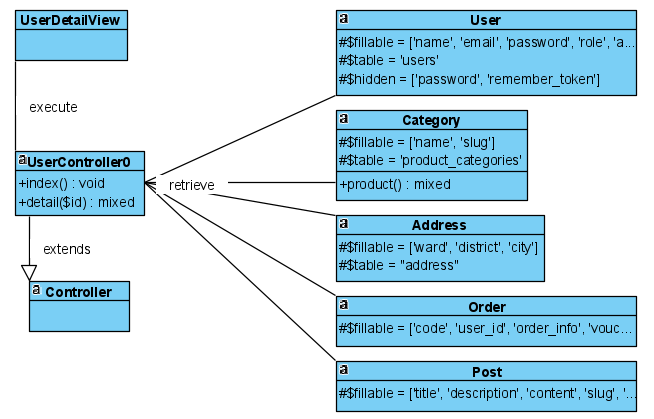 UserDetailView
execute
a UserController0
+index() : void
+detail($id) : mixed
extends
a Controller
retrieve
a User
#$fillable = ['name', 'email', 'password', 'role', 'a...
#$table = 'users'
#$hidden = ['password', 'remember_token']
a Category
#$fillable = ['name', 'slug']
#$table = 'product_categories'
+product() : mixed
a Address
#$fillable = ['ward', 'district', 'city']
#$table = "address"
a Order
#$fillable = ['code', 'user_id', 'order_info', 'vouc...
a Post
#$fillable = ['title', 'description', 'content', 'slug', '...